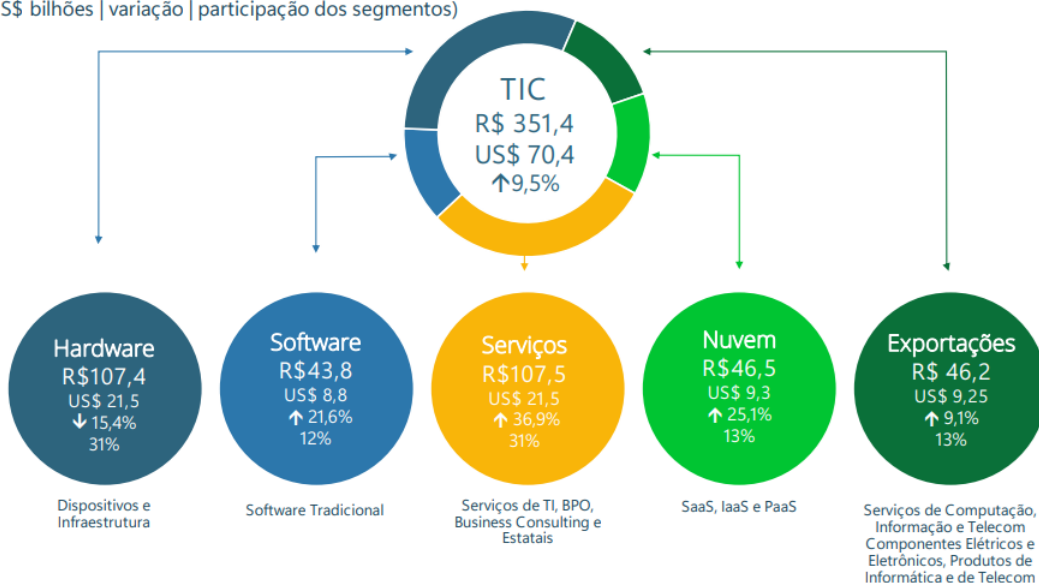 S$ bilhões | variação | participação dos segmentos)
TIC
R$ 351,4
US$ 70,4
↑9,5%
Hardware
R$107,4
US$ 21,5
↓ 15,4%
31%
Software
R$43,8
US$ 8,8
↑ 21,6%
12%
Serviços
R$107,5
US$ 21,5
↑ 36,9%
31%
Nuvem
R$46,5
US$ 9,3
↑ 25,1%
13%
Exportações
R$ 46,2
US$ 9,25
↑ 9,1%
13%
Dispositivos e
Infraestrutura
Software Tradicional
Serviços de TI, BPO,
Business Consulting e
Estatais
SaaS, IaaS e PaaS
Serviços de Computação,
Informação e Telecom
Componentes Elétricos e
Eletrônicos, Produtos de
Informática e de Telecom